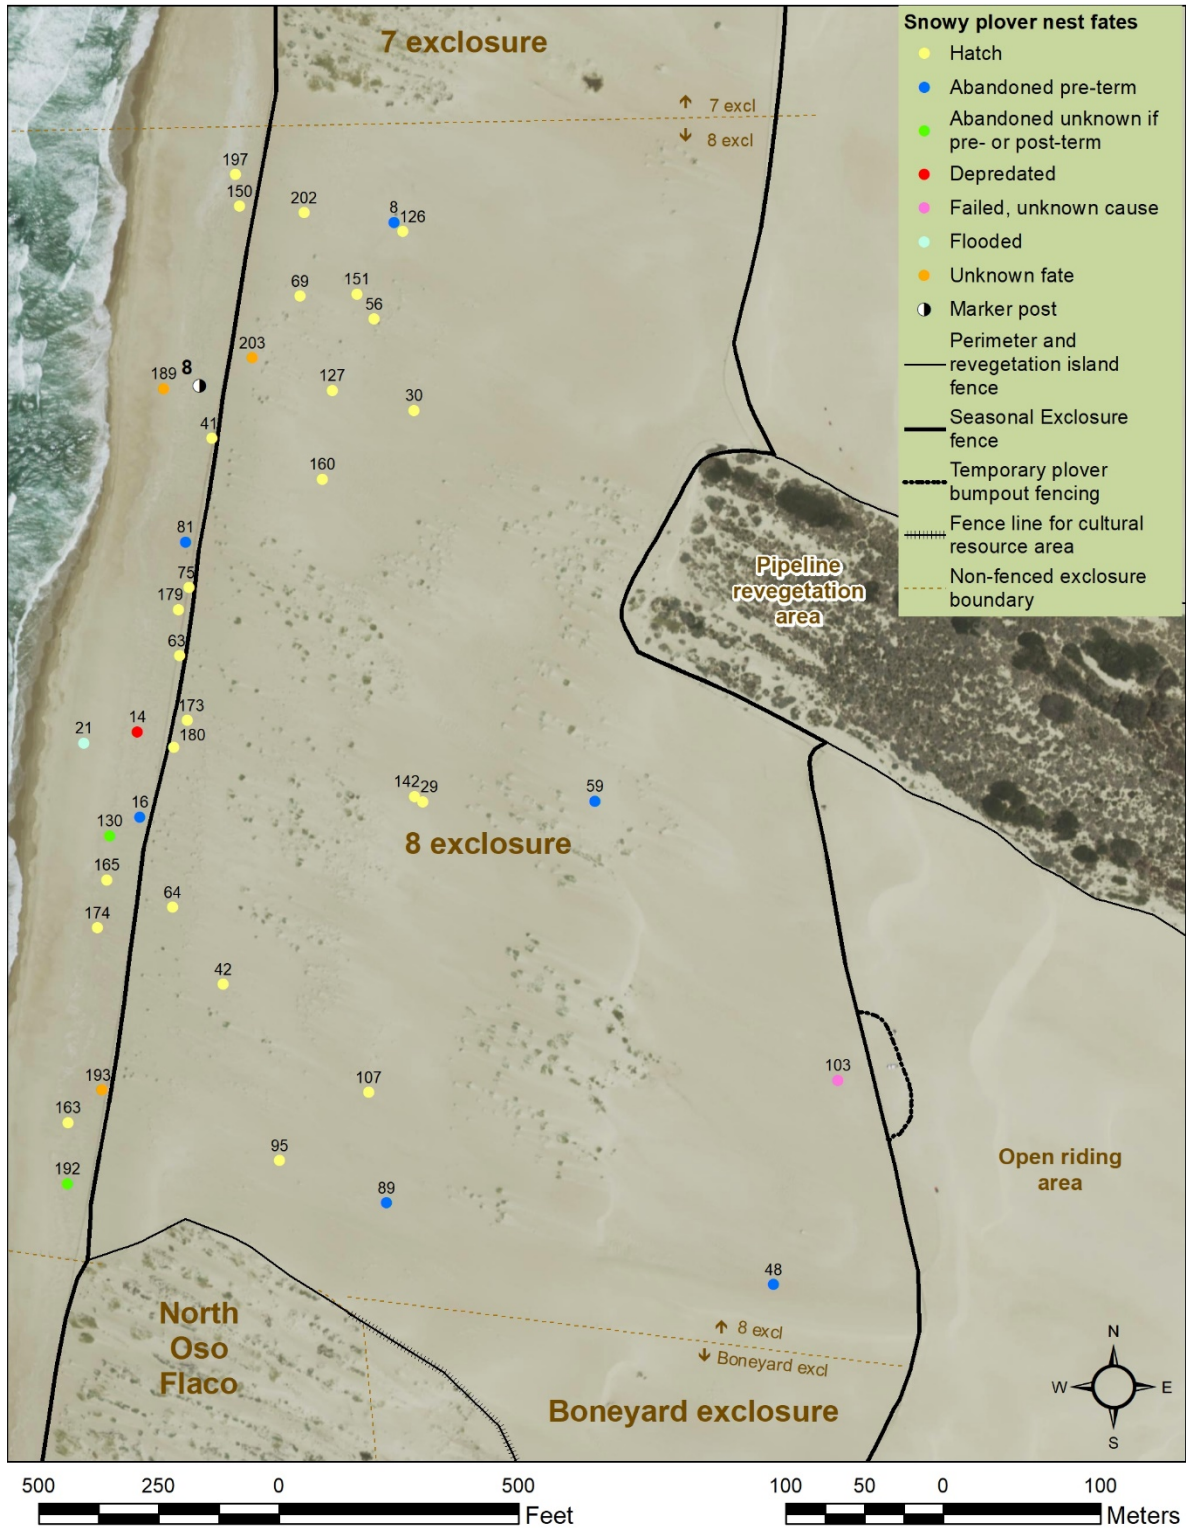 7 exclosure
7 excl
8 excl
Snowy plover nest fates
Hatch
Abandoned pre-term
Abandoned unknown if
pre- or post-term
Depredated
Failed, unknown cause
Flooded
Unknown fate
Marker post
Perimeter and
revegetation island
fence
Seasonal Exclosure
fence
Temporary plover
bumpout fencing
Fence line for cultural
resource area
Non-fenced exclosure
boundary
197
150
202
8
126
69
151
56
203
189
8
127
30
41
160
81
75
179
63
Pipeline
revegetation
area
173
14
21
180
142
29
59
16
130
8 exclosure
165
64
174
42
193
107
103
163
95
Open riding
area
192
89
48
North
Oso
Flaco
8 excl
Boneyard excl
Boneyard exclosure
N
W
E
S
500
250
0
500
Feet
100
50
0
100
Meters